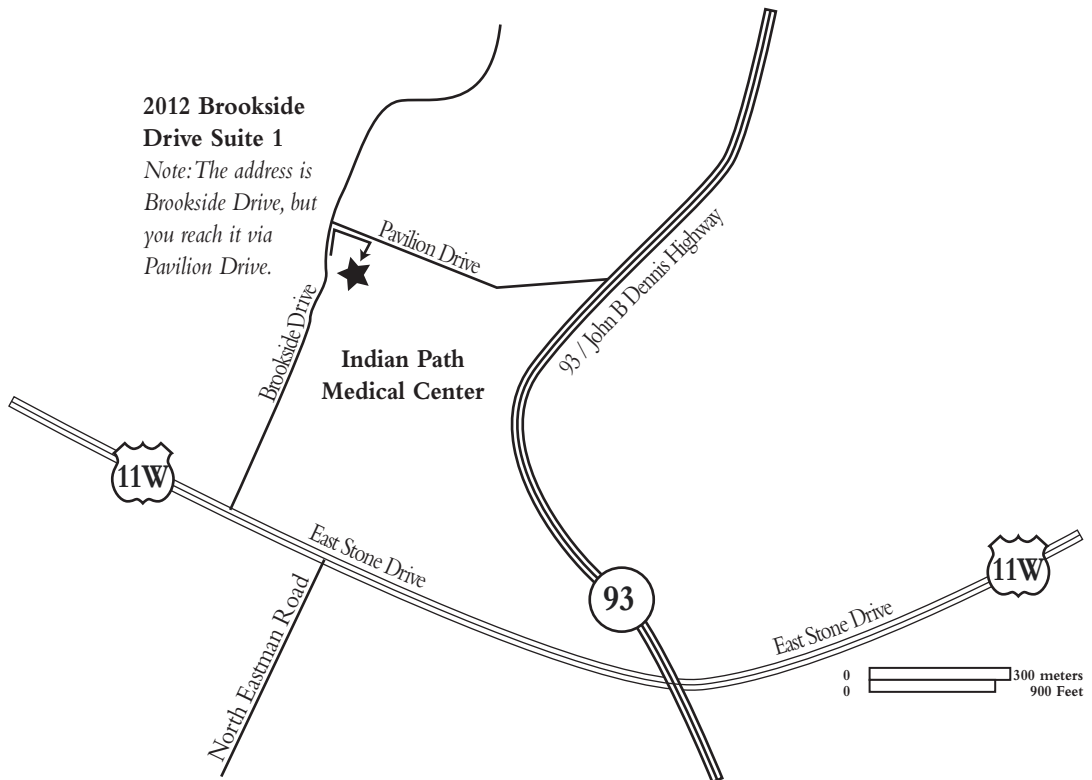 2012 Brookside
Drive Suite 1
Note: The address is
Brookside Drive, but
you reach it via
Pavilion Drive.
Pavilion Drive
93 / John B Dennis Highway
Brookside Drive
Indian Path
Medical Center
11W
East Stone Drive
11W
93
North Eastman Road
East Stone Drive
0 300 meters
0 900 Feet